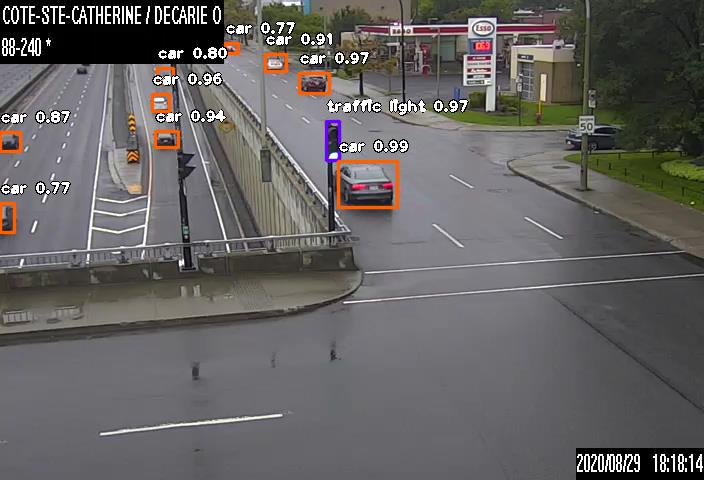 COTE-STE-CATHERINE / DECARIE O
88-240 *
car 0.77
car 0.91
car 0.80
car 0.97
car 0.96
traffic light 0.97
car 0.87
car 0.94
car 0.99
car 0.77
Esso
Esso
50
2020/08/29 18:18:14